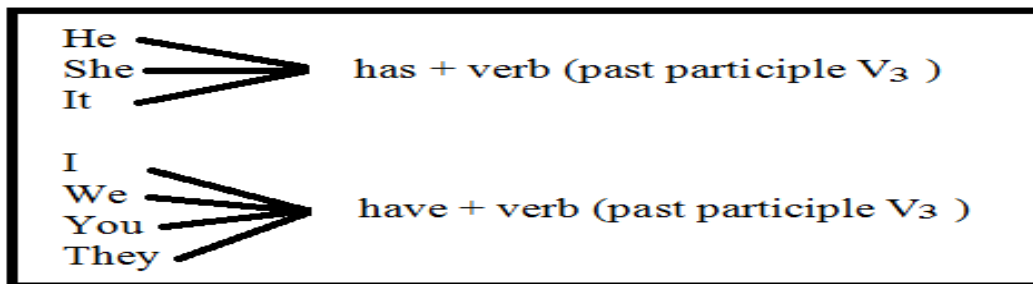 He
She
It
has + verb (past participle V3 )
I
We
You
They
have + verb (past participle V3 )